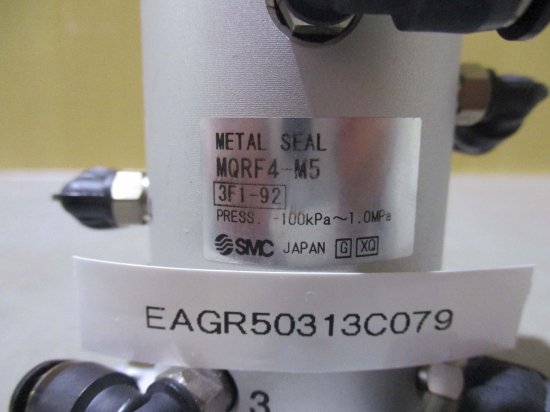 METAL SEAL
MQRF4-M5
3F1-92
PRESS. -100kPa~1.0MPa
SMC JAPAN G XQ
EAGR50313C079
3